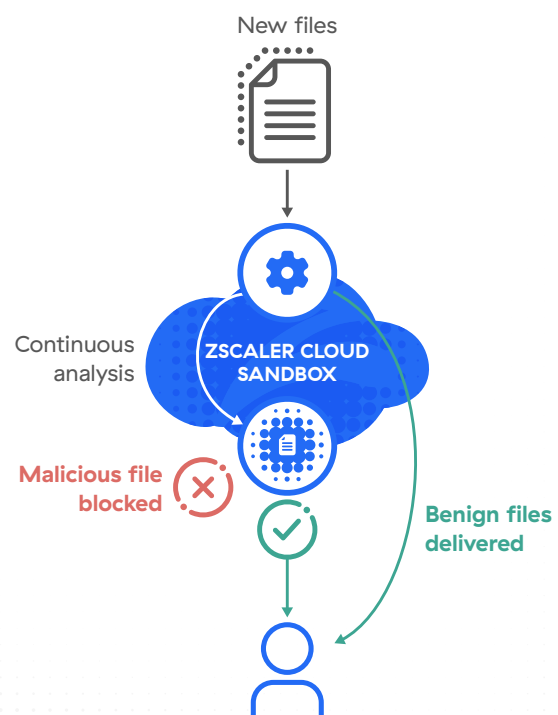 New files
Continuous
analysis
ZSCALER CLOUD
SANDBOX
Malicious file
blocked
Benign files
delivered